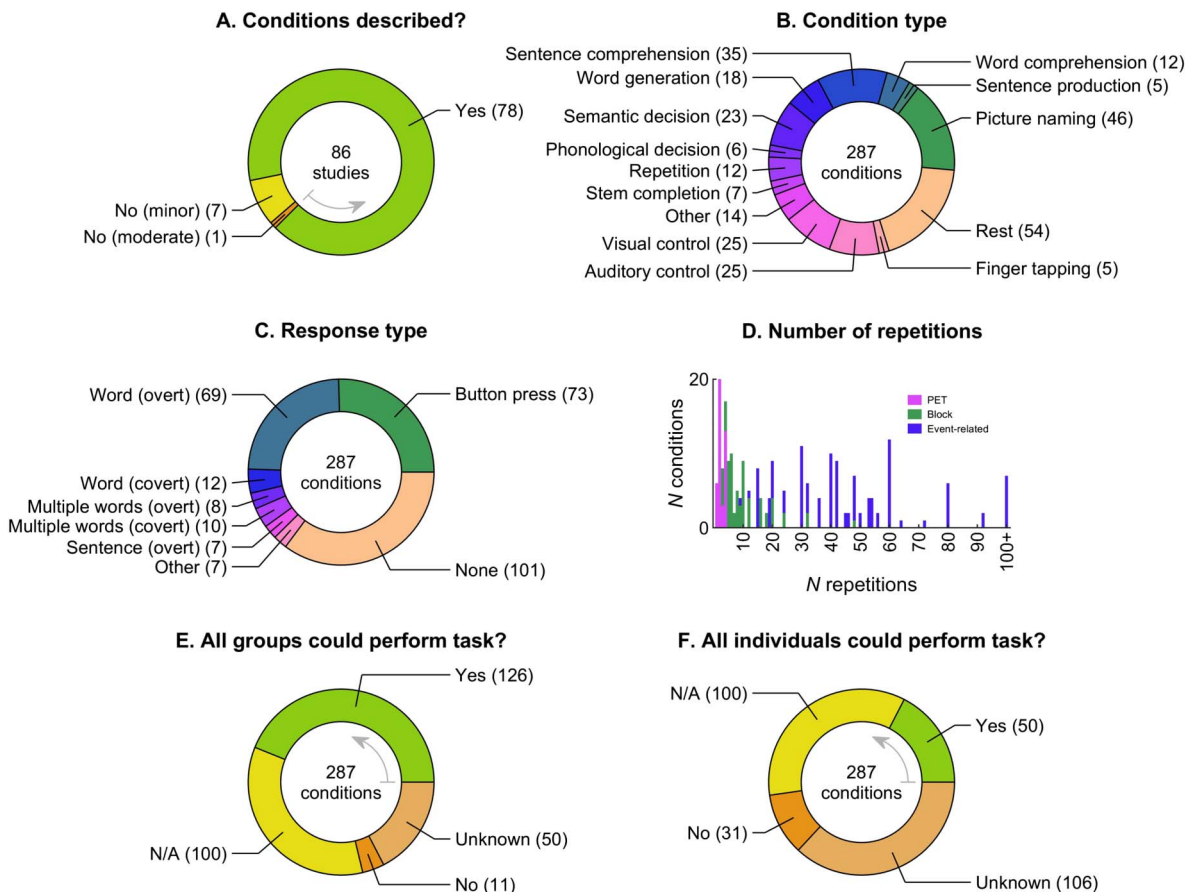 A. Conditions described?
Yes (78)
86
studies
No (minor) (7)
No (moderate) (1)
B. Condition type
Sentence comprehension (35)
Word generation (18)
Semantic decision (23)
Phonological decision (6)
Repetition (12)
Stem completion (7)
Other (14)
Visual control (25)
Auditory control (25)
287
conditions
Word comprehension (12)
Sentence production (5)
Picture naming (46)
Rest (54)
Finger tapping (5)
C. Response type
Word (overt) (69)
Button press (73)
287
conditions
Word (covert) (12)
Multiple words (overt) (8)
Multiple words (covert) (10)
Sentence (overt) (7)
Other (7)
None (101)
D. Number of repetitions
20
0
N conditions
PET
Block
Event-related
10
20
30
40
50
60
70
80
90
100+
N repetitions
E. All groups could perform task?
Yes (126)
287
conditions
N/A (100)
Unknown (50)
No (11)
F. All individuals could perform task?
N/A (100)
Yes (50)
287
conditions
No (31)
Unknown (106)